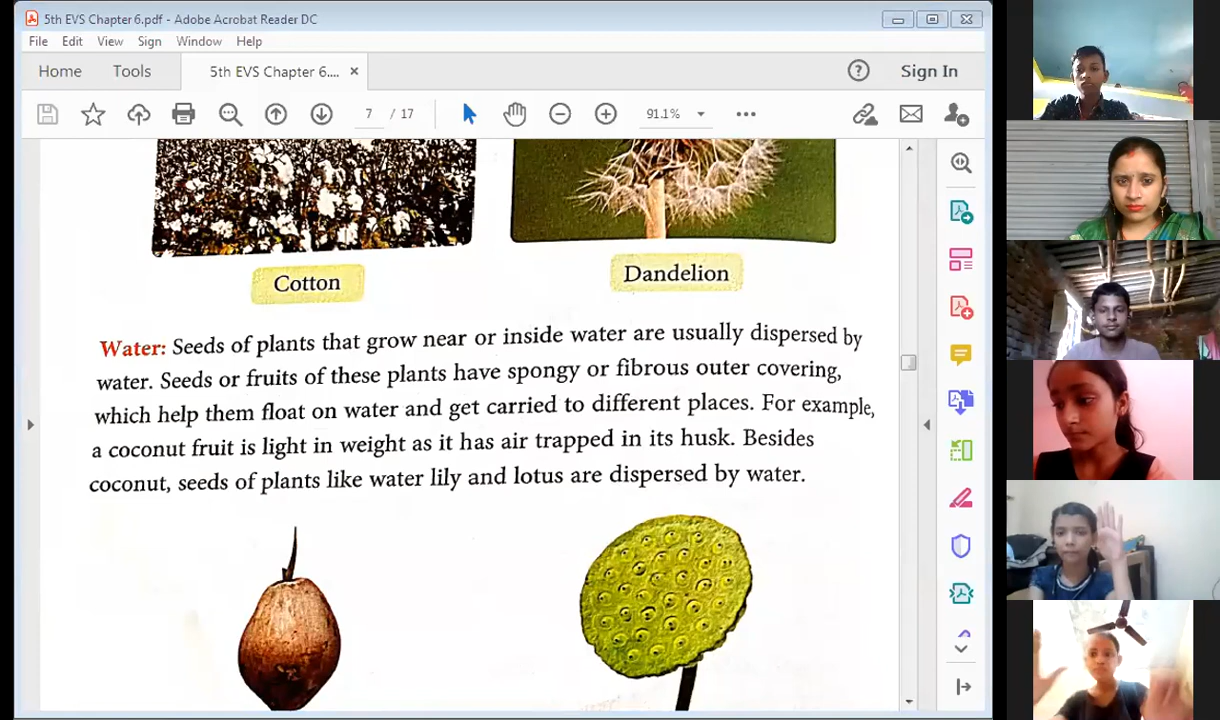 5th EVS Chapter 6.pdf - Adobe Acrobat Reader DC
File Edit View Sign Window Help
Home Tools 5th EVS Chapter 6.... × ? Sign In
7 / 17 91.1%
Cotton Dandelion
Water: Seeds of plants that grow near or inside water are usually dispersed by
water. Seeds or fruits of these plants have spongy or fibrous outer covering,
which help them float on water and get carried to different places. For example,
a coconut fruit is light in weight as it has air trapped in its husk. Besides
coconut, seeds of plants like water lily and lotus are dispersed by water.